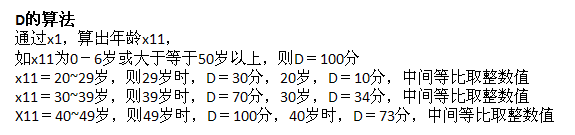 D的算法
通过x1，算出年龄x11，
如x11为0－6岁或大于等于50岁以上，则D＝100分
x11＝20~29岁，则29岁时，D＝30分，20岁，D＝10分，中间等比取整数值
x11＝30~39岁，则39岁时，D＝70分，30岁，D＝34分，中间等比取整数值
X11＝40~49岁，则49岁时，D＝100分，40岁时，D＝73分，中间等比取整数值